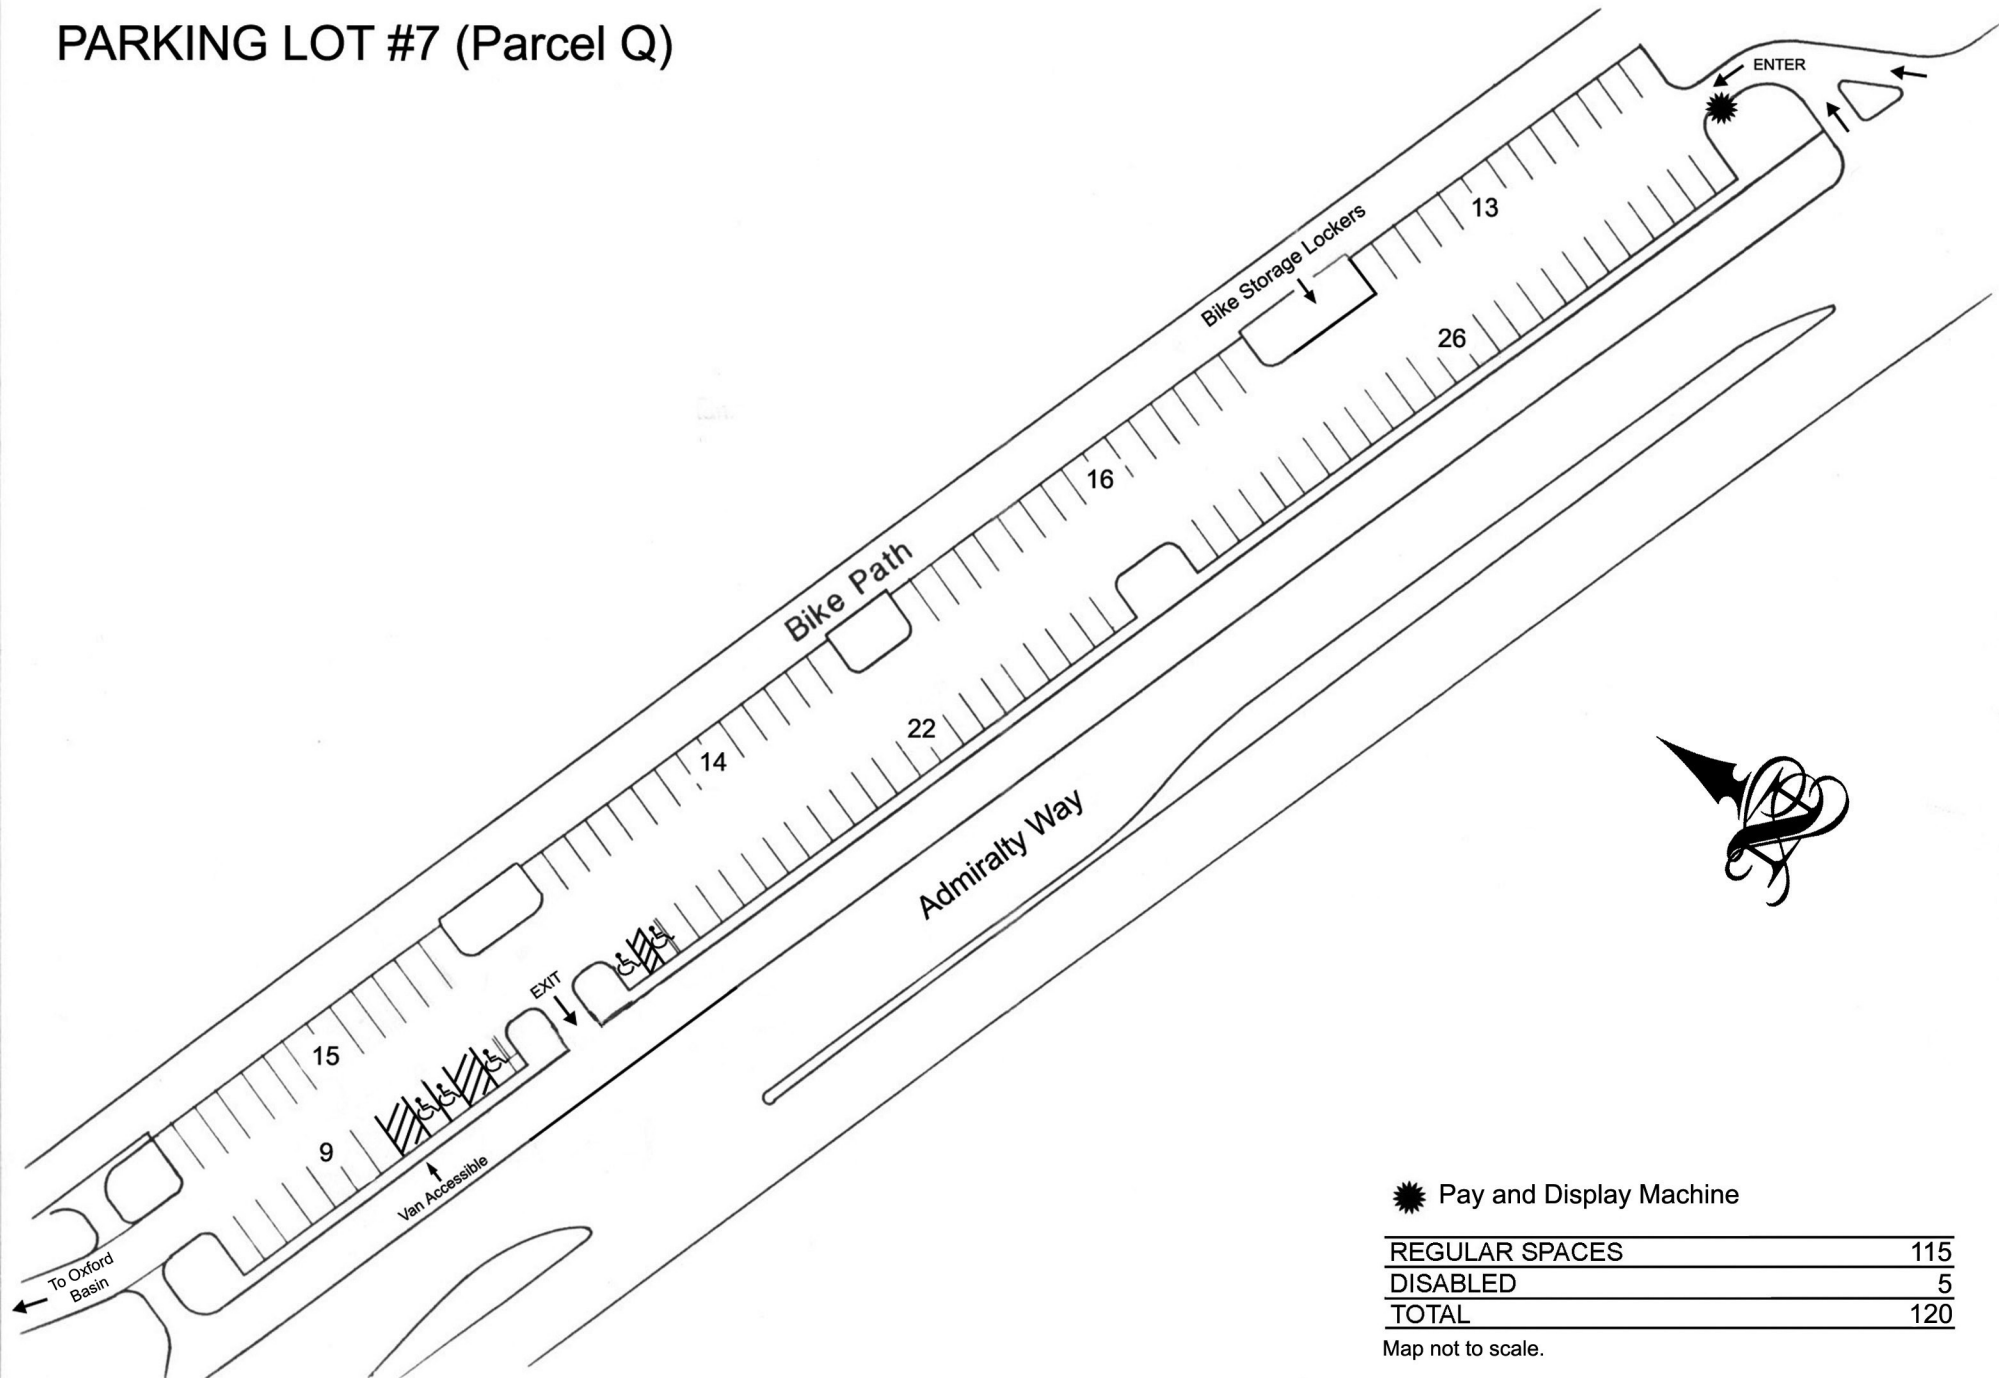 PARKING LOT #7 (Parcel Q)
ENTER
13
Bike Storage Lockers
26
16
Bike Path
22
14
Admiralty Way
EXIT
15
9
Van Accessible
To Oxford
Basin
Pay and Display Machine
REGULAR SPACES 115
DISABLED 5
TOTAL 120
Map not to scale.